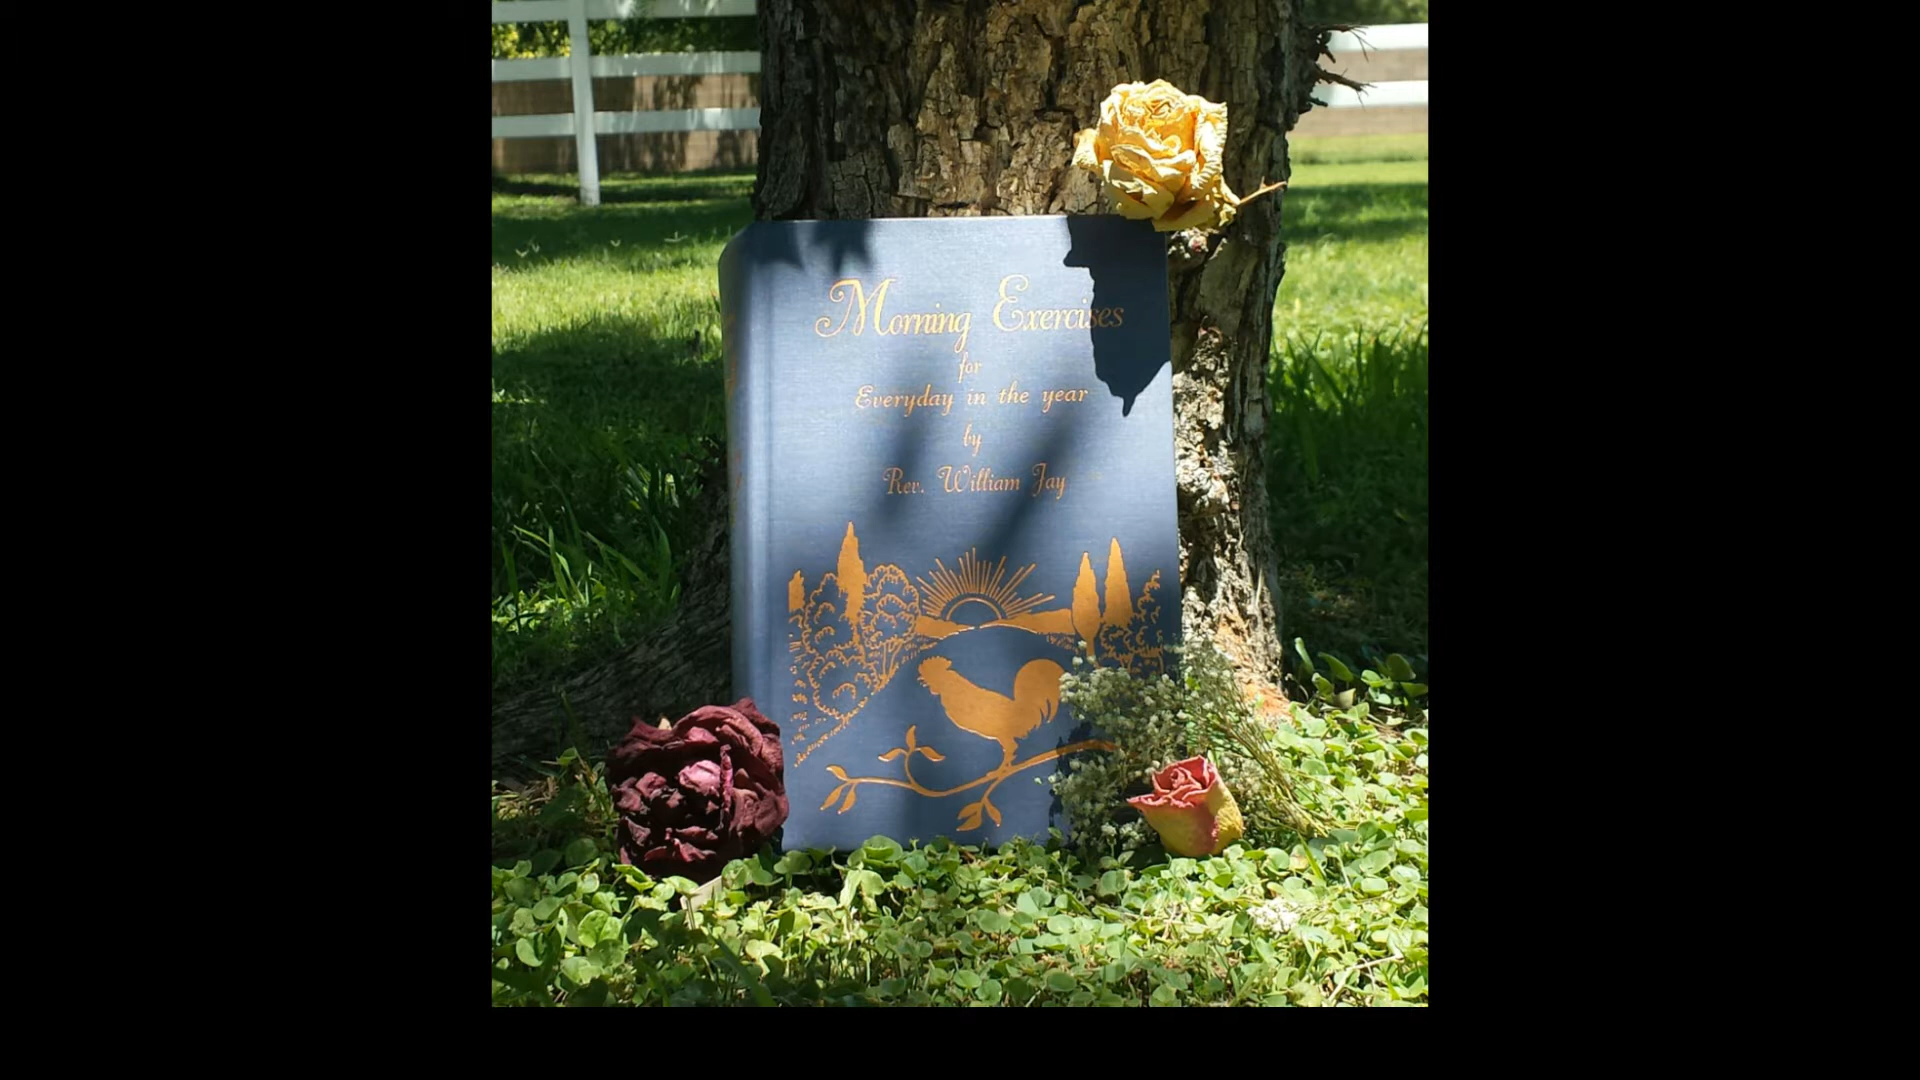 Morning Exercises
for
Everyday in the year
by
Rev. William Jay